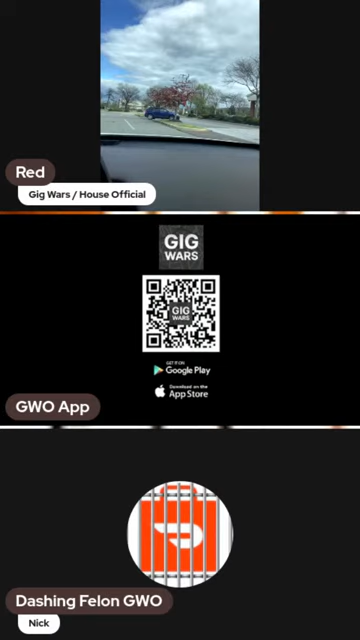 Red
Gig Wars / House Official
GIG
WARS
GIG
WARS
GET IT ON
Google Play
Download on the
App Store
GWO App
Dashing Felon GWO
Nick